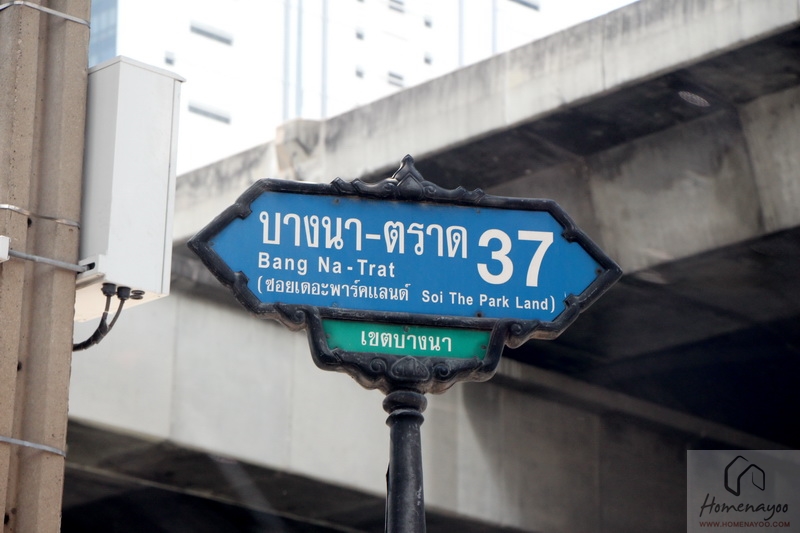 บางนา-ตราด 37
Bang Na-Trat
(ซอยเดอะพาร์คแลนด์ Soi The Park Land)
เขตบางนา
Homenayoo
WWW.HOMENAYOO.COM